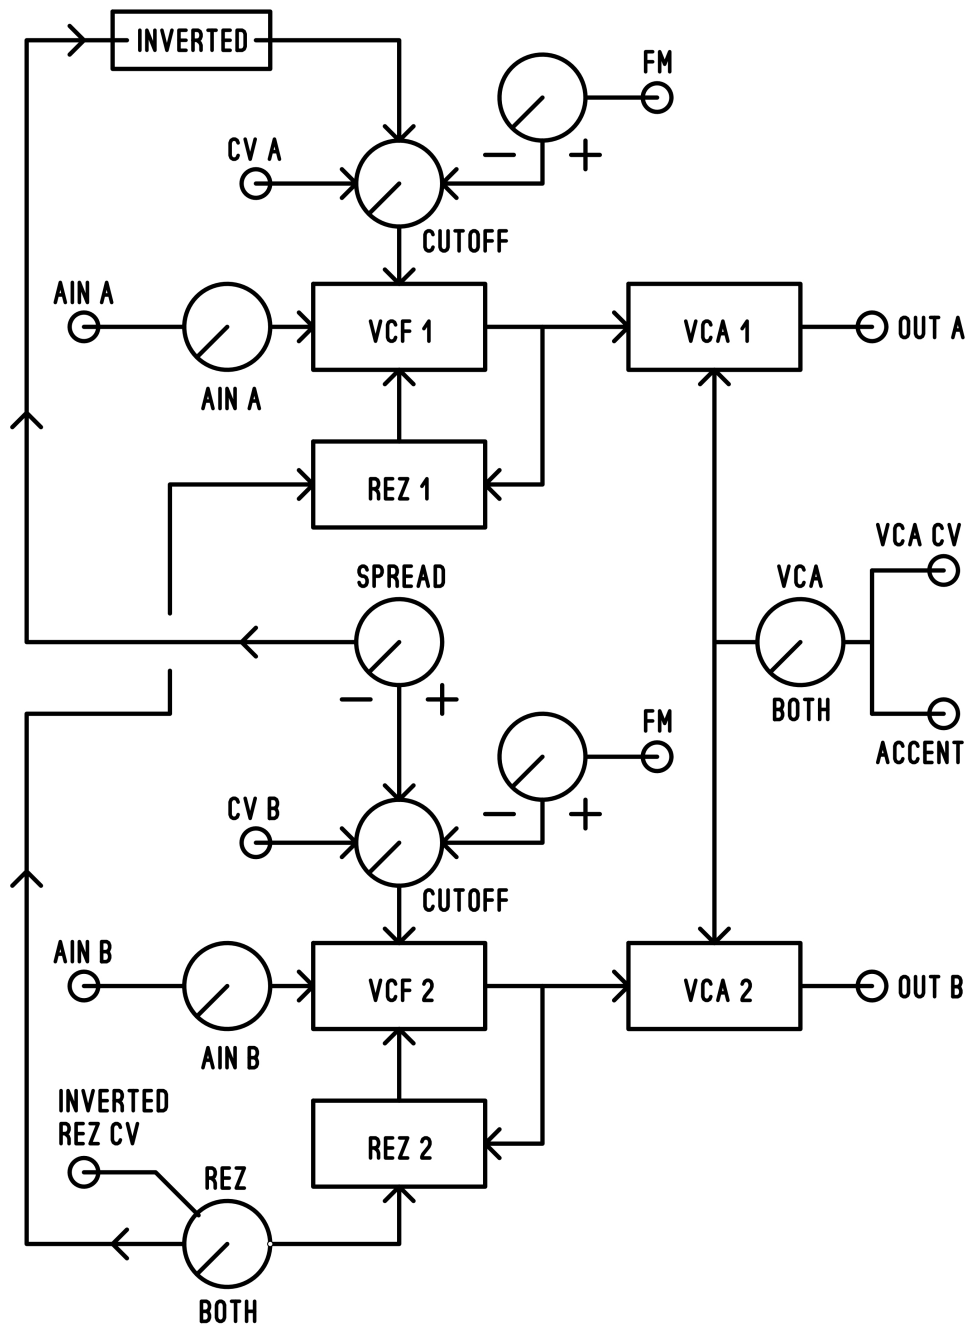 INVERTED
FM
CV A
− +
CUTOFF
AIN A
VCF 1
VCA 1
OUT A
AIN A
REZ 1
VCA CV
SPREAD
VCA
− +
BOTH
FM
ACCENT
CV B
− +
CUTOFF
AIN B
VCF 2
VCA 2
OUT B
AIN B
INVERTED
REZ CV
REZ 2
REZ
BOTH